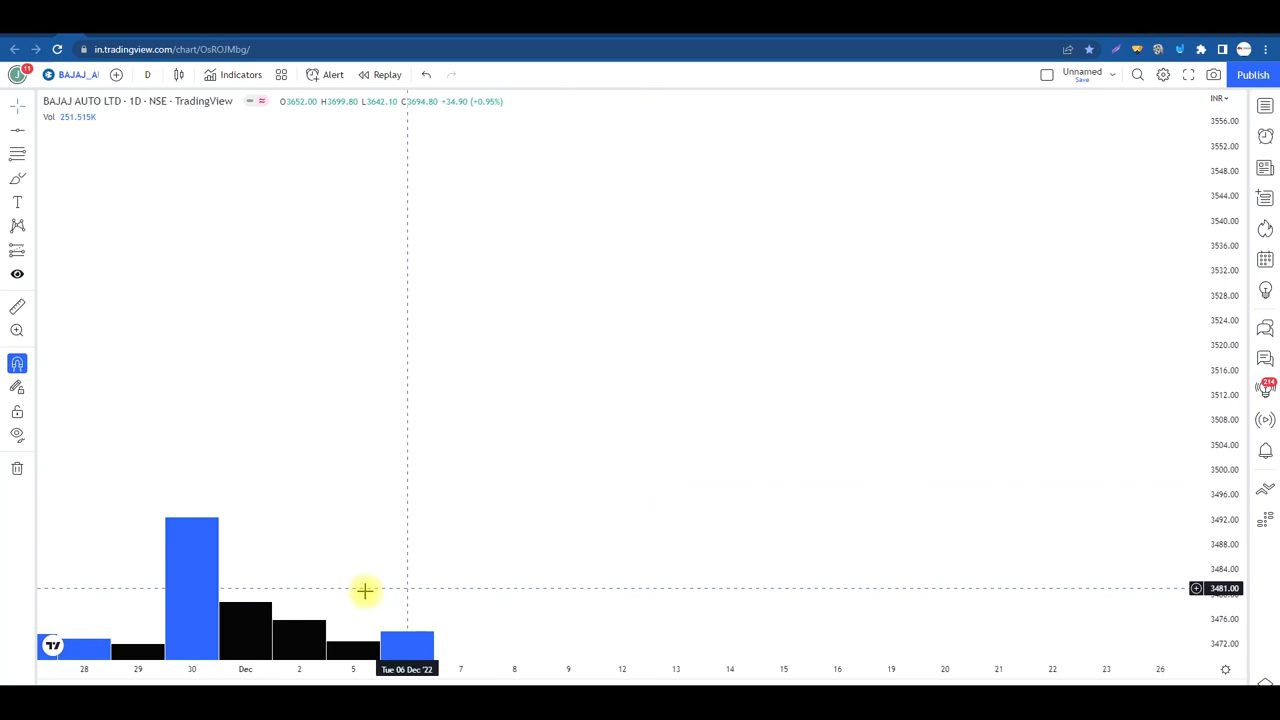 in.tradingview.com/chart/OsROJMbg/
11
BAJAJ_AU
D
Indicators
Alert
Replay
Unnamed
Save
Publish
BAJAJ AUTO LTD · 1D · NSE · TradingView
O3652.00 H3699.80 L3642.10 C3694.80 +34.90 (+0.95%)
INR
Vol 251.515K
3556.00
3552.00
3548.00
3544.00
3540.00
3536.00
3532.00
3528.00
3524.00
3520.00
3516.00
3512.00
3508.00
3504.00
3500.00
3496.00
3492.00
3488.00
3484.00
3481.00
3476.00
3472.00
214
28 29 30 Dec 2 5 Tue 06 Dec '22 7 8 9 12 13 14 15 16 19 20 21 22 23 26